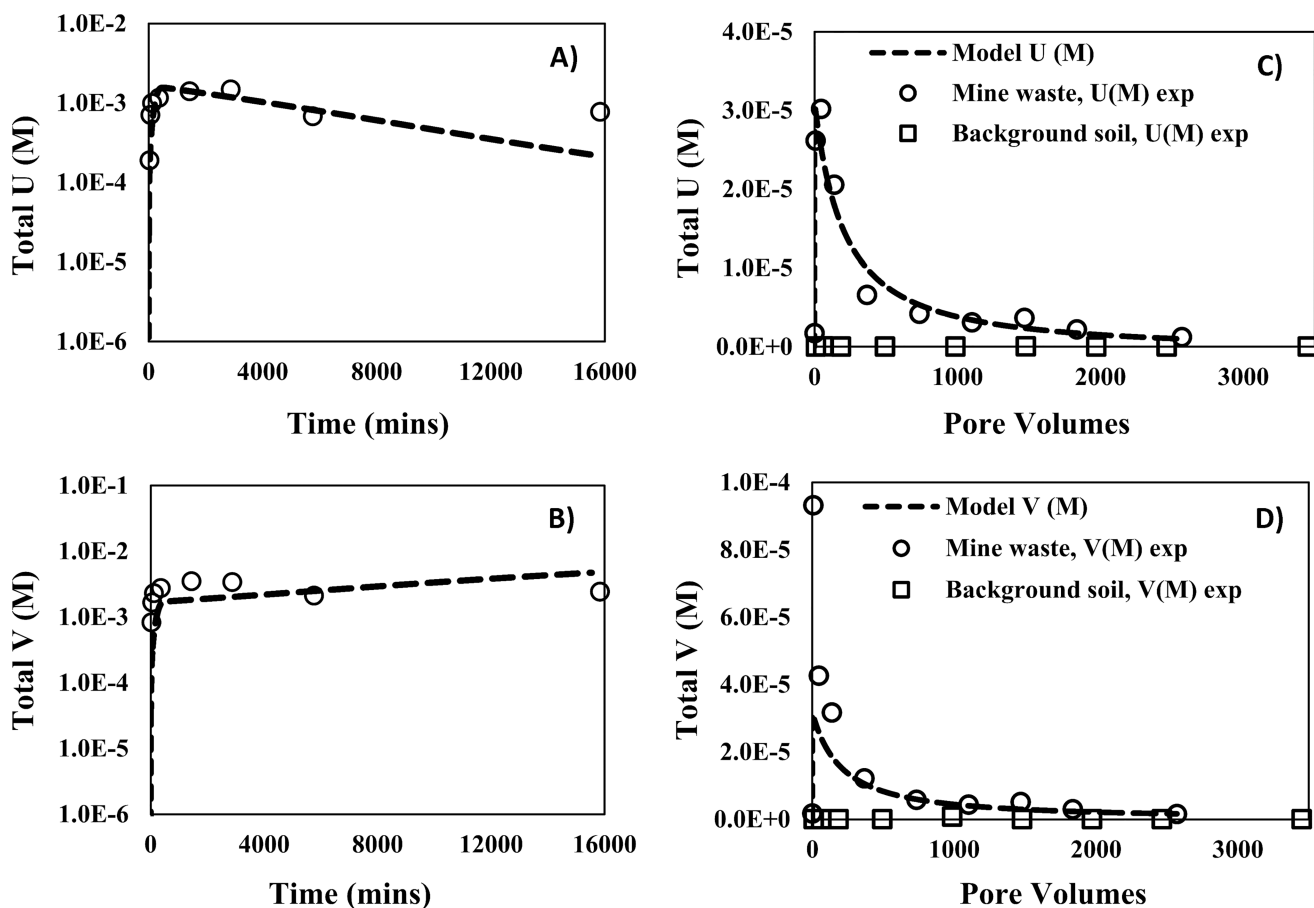 A)
1.0E-2
1.0E-3
1.0E-4
1.0E-5
1.0E-6
Total U (M)
0 4000 8000 12000 16000
Time (mins)
C)
4.0E-5
3.0E-5
2.0E-5
1.0E-5
0.0E+0
Total U (M)
Model U (M)
Mine waste, U(M) exp
Background soil, U(M) exp
0 1000 2000 3000
Pore Volumes
B)
1.0E-1
1.0E-2
1.0E-3
1.0E-4
1.0E-5
1.0E-6
Total V (M)
0 4000 8000 12000 16000
Time (mins)
D)
1.0E-4
8.0E-5
6.0E-5
4.0E-5
2.0E-5
0.0E+0
Total V (M)
Model V (M)
Mine waste, V(M) exp
Background soil, V(M) exp
0 1000 2000 3000
Pore Volumes